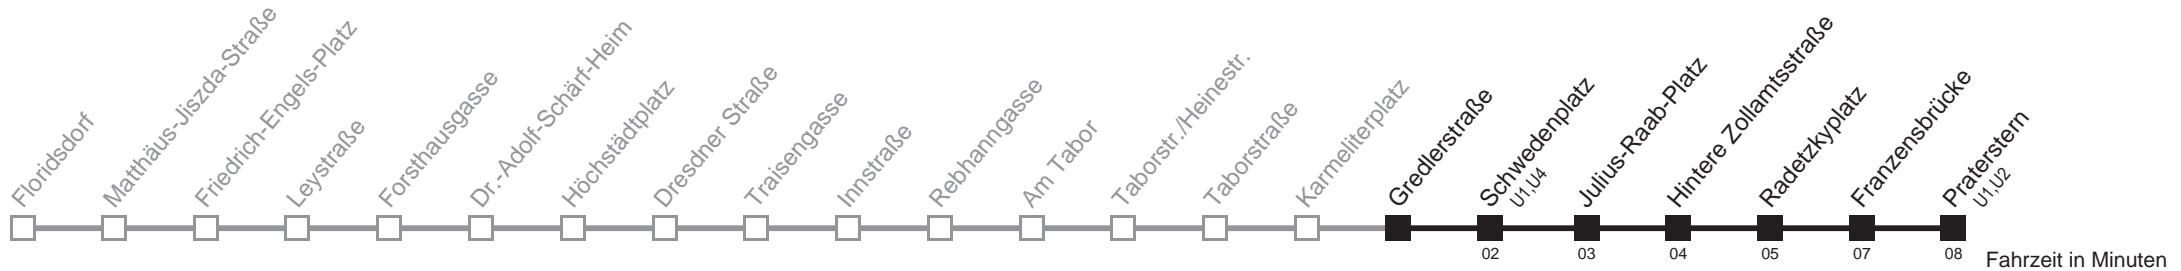 Floridsdorf
Matthäus-Jiszda-Straße
Friedrich-Engels-Platz
Leystraße
Forsthausgasse
Dr.-Adolf-Schärf-Heim
Höchstädtplatz
Dresdner Straße
Traisengasse
Innstraße
Rebhanngasse
Am Tabor
Taborstr./Heinestr.
Taborstraße
Karmeliterplatz
Gredlerstraße
Schwedenplatz
U1,U4
Julius-Raab-Platz
Hintere Zollamtsstraße
Radetzkyplatz
Franzensbrücke
Praterstern
U1,U2
02 03 04 05 07 08 Fahrzeit in Minuten